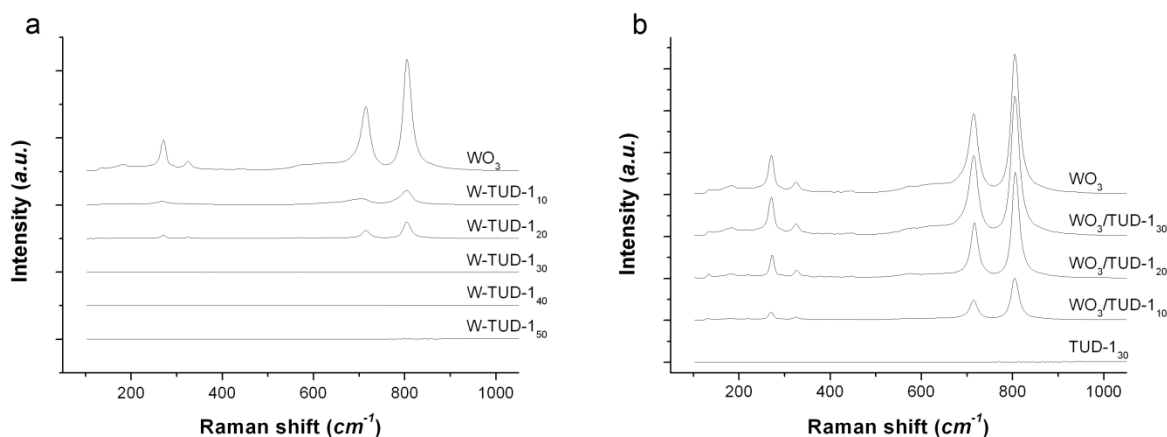 a
Intensity (a.u.)
WO3
W-TUD-110
W-TUD-120
W-TUD-130
W-TUD-140
W-TUD-150
200 400 600 800 1000
Raman shift (cm-1)
b
Intensity (a.u.)
WO3
WO3/TUD-130
WO3/TUD-120
WO3/TUD-110
TUD-130
200 400 600 800 1000
Raman shift (cm-1)